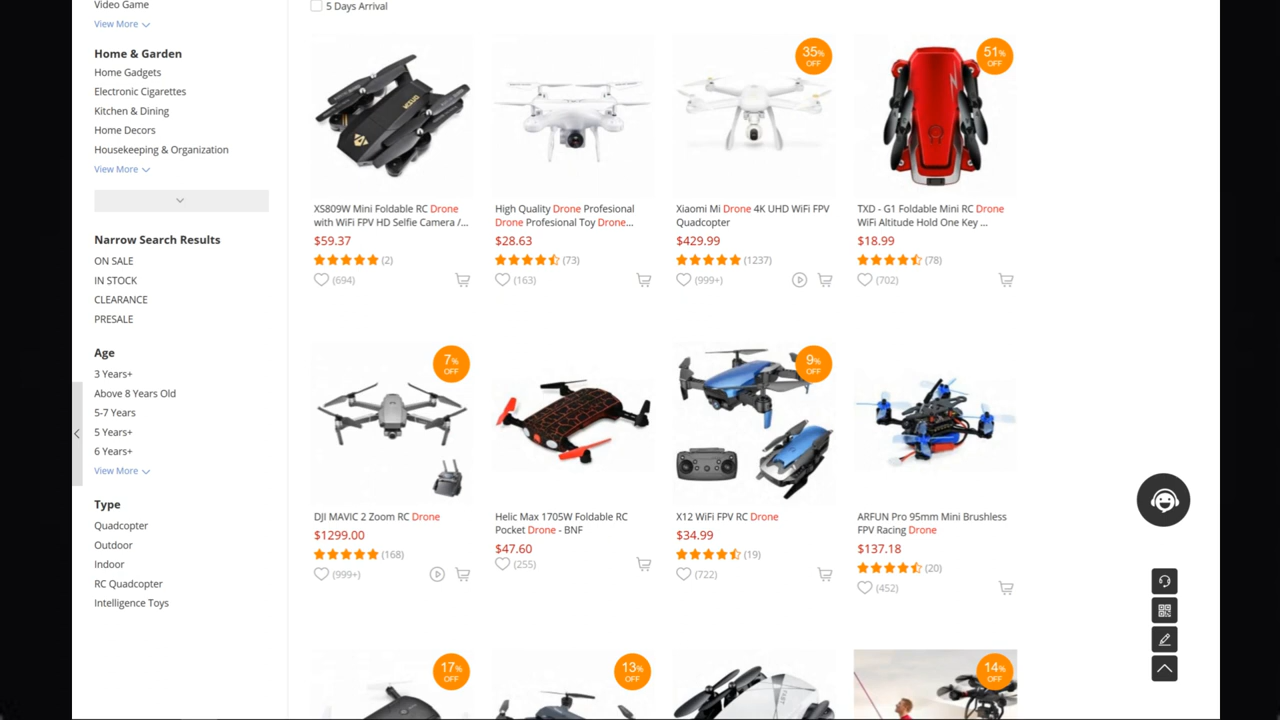 Video Game
View More
Home & Garden
Home Gadgets
Electronic Cigarettes
Kitchen & Dining
Home Decors
Housekeeping & Organization
View More
Narrow Search Results
ON SALE
IN STOCK
CLEARANCE
PRESALE
Age
3 Years+
Above 8 Years Old
5-7 Years
5 Years+
6 Years+
View More
Type
Quadcopter
Outdoor
Indoor
RC Quadcopter
Intelligence Toys
5 Days Arrival
XS809W Mini Foldable RC Drone
with WiFi FPV HD Selfie Camera /...
$59.37
(2)
(694)
High Quality Drone Profesional
Drone Profesional Toy Drone...
$28.63
(73)
(163)
35% OFF
Xiaomi Mi Drone 4K UHD WiFi FPV
Quadcopter
$429.99
(1237)
(999+)
51% OFF
TXD - G1 Foldable Mini RC Drone
WiFi Altitude Hold One Key ...
$18.99
(78)
(702)
7% OFF
DJI MAVIC 2 Zoom RC Drone
$1299.00
(168)
(999+)
Helic Max 1705W Foldable RC
Pocket Drone - BNF
$47.60
(255)
9% OFF
X12 WiFi FPV RC Drone
$34.99
(19)
(722)
ARFUN Pro 95mm Mini Brushless
FPV Racing Drone
$137.18
(20)
(452)
17% OFF
13% OFF
14% OFF